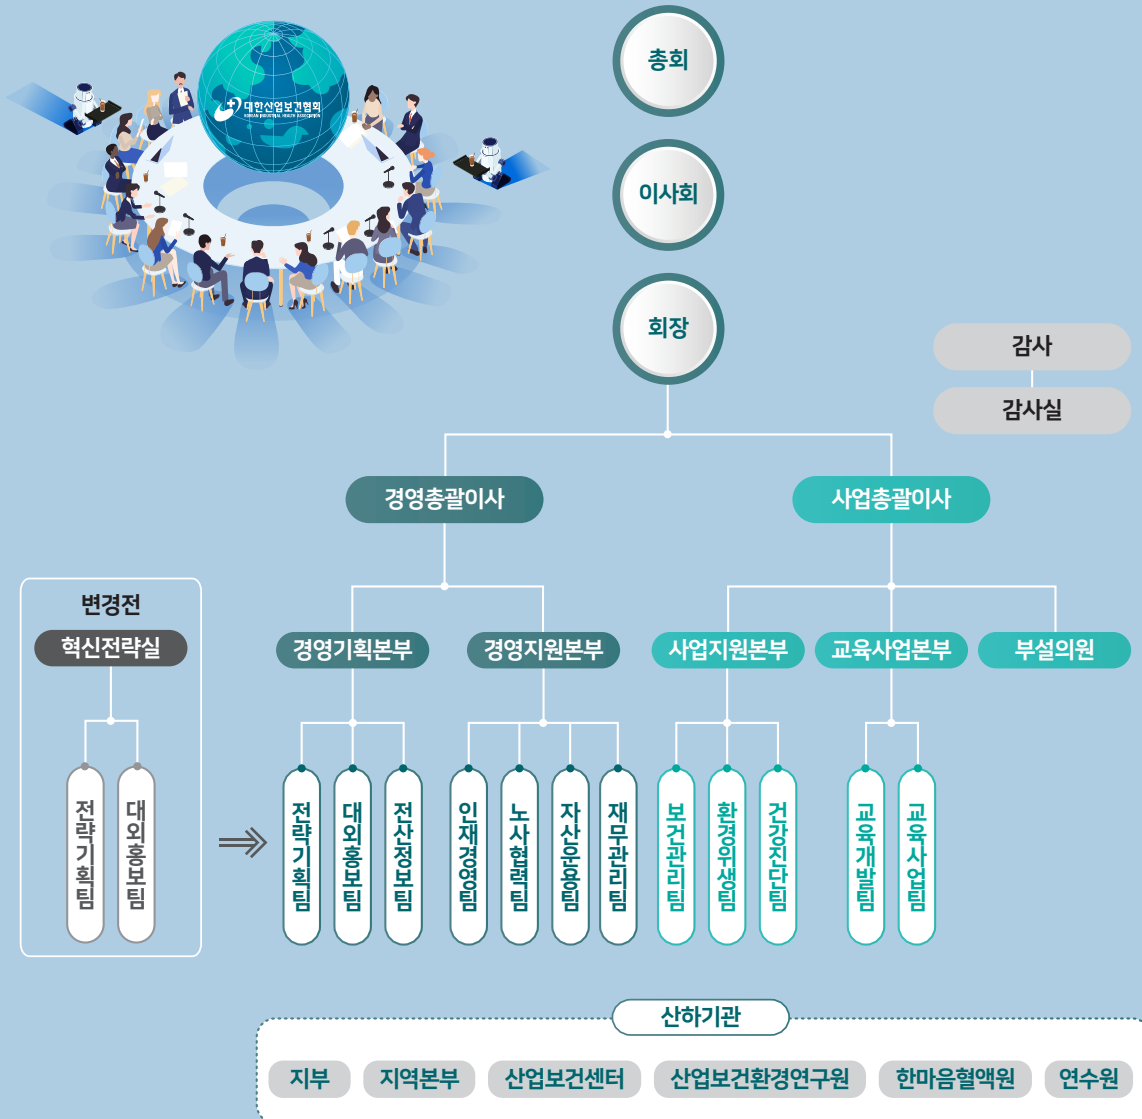 대한산업보건협회
KOREAN INDUSTRIAL HEALTH ASSOCIATION
총회
이사회
회장
감사
감사실
경영총괄이사
사업총괄이사
변경전
혁신전략실
경영기획본부
경영지원본부
사업지원본부
교육사업본부
부설의원
전략기획팀
대외홍보팀
전략기획팀
대외홍보팀
전산정보팀
인재경영팀
노사협력팀
자산운용팀
재무관리팀
보건관리팀
환경위생팀
건강진단팀
교육개발팀
교육사업팀
산하기관
지부
지역본부
산업보건센터
산업보건환경연구원
한마음혈액원
연수원